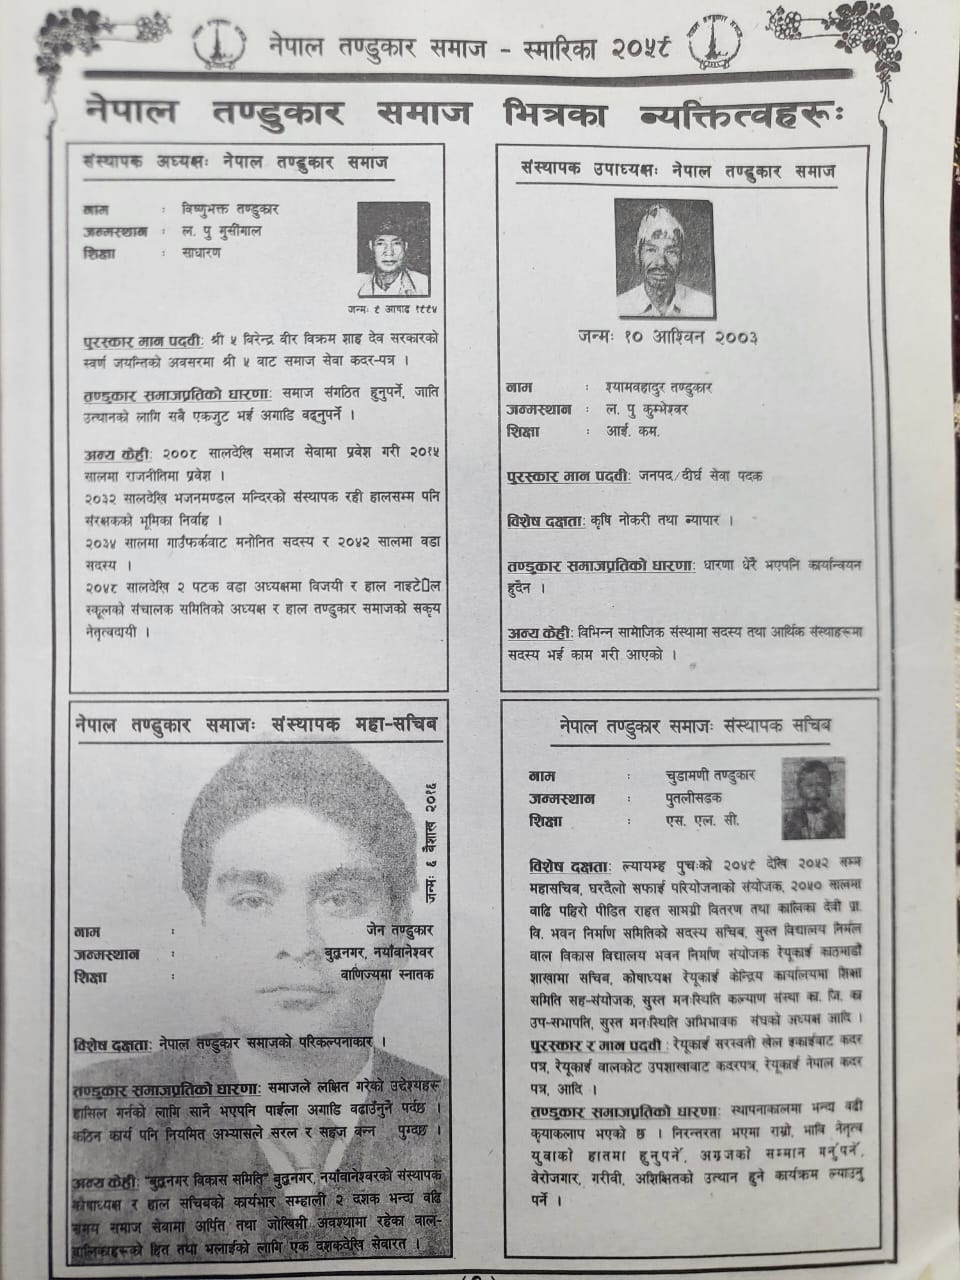 नेपाल तण्डुकार समाज - स्मारिका २०५८
नेपाल तण्डुकार समाज भित्रका व्यक्तित्वहरूः
संस्थापक अध्यक्षः नेपाल तण्डुकार समाज
नाम : विष्णुभक्त तण्डुकार
जन्मस्थान : ल. पु गुसींगाल
शिक्षा : साधारण
जन्मः १ आषाढ १९९५
पुरस्कार मान पदवीः श्री ५ बिरेन्द्र वीर विक्रम शाह देव सरकारको
स्वर्ण जयन्तिको अवसरमा श्री ५ बाट समाज सेवा कदर-पत्र ।
तण्डुकार समाजप्रतिको धारणाः समाज संगठित हुनुपर्ने, जाति
उत्थानको लागि सबै एकजुट भई अगाडि बढ्नुपर्ने ।
अन्य केहीः २००८ सालदेखि समाज सेवामा प्रवेश गरी २०१५
सालमा राजनीतिमा प्रवेश ।
२०३२ सालदेखि भजनमण्डल मन्दिरको संस्थापक रही हालसम्म पनि
संरक्षकको भूमिका निर्वाह ।
२०३४ सालमा गाउँफर्कवाट मनोनित सदस्य र २०४२ सालमा वडा
सदस्य ।
२०४९ सालदेखि २ पटक वडा अध्यक्षमा विजयी र हाल
स्कूलको संचालक समितिको अध्यक्ष र हाल तण्डुकार समाजको सकृय
नेतृत्वदायी ।
संस्थापक उपाध्यक्षः नेपाल तण्डुकार समाज
जन्मः १० आश्विन २००३
नाम : श्यामवहादुर तण्डुकार
जन्मस्थान : ल. पु कुम्भेश्वर
शिक्षा : आई. कम.
पुरस्कार मान पदवीः जनपद/दीर्घ सेवा पदक
विशेष दक्षताः कृषि नोकरी तथा व्यापार ।
तण्डुकार समाजप्रतिको धारणाः धारणा धेरै भएपनि कार्यान्वयन
हुदैन ।
अन्य केहीः विभिन्न सामाजिक संस्थामा सदस्य तथा आर्थिक संस्थाहरूमा
सदस्य भई काम गरी आएको ।
नेपाल तण्डुकार समाजः संस्थापक महा-सचिब
जन्मः ६ वैशाख २०१६
नाम : जेन तण्डुकार
जन्मस्थान : बुद्धनगर, नयाँवानेश्वर
शिक्षा : वाणिज्यमा स्नातक
विशेष दक्षताः नेपाल तण्डुकार समाजको परिकल्पनाकार ।
तण्डुकार समाजप्रतिको धारणाः समाजले लक्षित गरेको उदेश्यहरू
हासिल गर्नको लागि सानै भएपनि पाईला अगाडि बढाउँनुनै पर्दछ ।
कठिन कार्य पनि नियमित अभ्यासले सरल र सहज वन्न पुग्दछ ।
अन्य केहीः "बुद्धनगर विकास समिति" बुद्धनगर, नयाँवानेश्वरको संस्थापक
कोषाध्यक्ष र हाल सचिबको कार्यभार सम्हाली २ दशक भन्दा बढि
समय समाज सेवामा अर्पित तथा जोखिमी अवश्थामा रहेका वाल-
वालिकाहरूको हित तथा भलाईको लागि एक दशकदेखि सेवारत ।
नेपाल तण्डुकार समाजः संस्थापक सचिब
नाम : चुडामणी तण्डुकार
जन्मस्थान : पुतलीसडक
शिक्षा : एस. एल. सी.
विशेष दक्षताः ल्यायम्ह पुचःको २०४९ देखि २०५२ सम्म
महासचिब, घरदैलो सफाई परियोजनाको संयोजक, २०५० सालमा
वाढि पहिरो पीडित राहत सामग्री वितरण तथा कालिका देवी प्रा.
वि. भवन निर्माण समितिको सदस्य सचिब, सुस्त विद्यालय निर्मल
वाल विकास विद्यालय भवन निर्माण संयोजक रेयूकाई काठमाडौं
शाखामा सचिब, कोषाध्यक्ष रेयूकाई केन्द्रिय कार्यालयमा शिक्षा
समिति सह-संयोजक, सुस्त मनःस्थिति कल्याण संस्था का. जि. का
उप-सभापति, सुस्त मनःस्थिति अभिभावक संघको अध्यक्ष आदि ।
पुरस्कार र मान पदवी : रेयूकाई सरस्वती खेल इकाईबाट कदर
पत्र, रेयूकाई वालकोट उपशाखावाट कदरपत्र, रेयूकाई नेपाल कदर
पत्र, आदि ।
तण्डुकार समाजप्रतिको धारणाः स्थापनाकालमा भन्दा बढी
कृयाकलाप भएको छ । निरन्तरता भएमा राम्रो, भावि नेतृत्व
युवाको हातमा हुनुपर्ने, अग्रजको सम्मान गर्नुपर्ने,
वेरोजगार, गरीवी, अशिक्षितको उत्थान हुने कार्यक्रम ल्याउनु
पर्ने ।